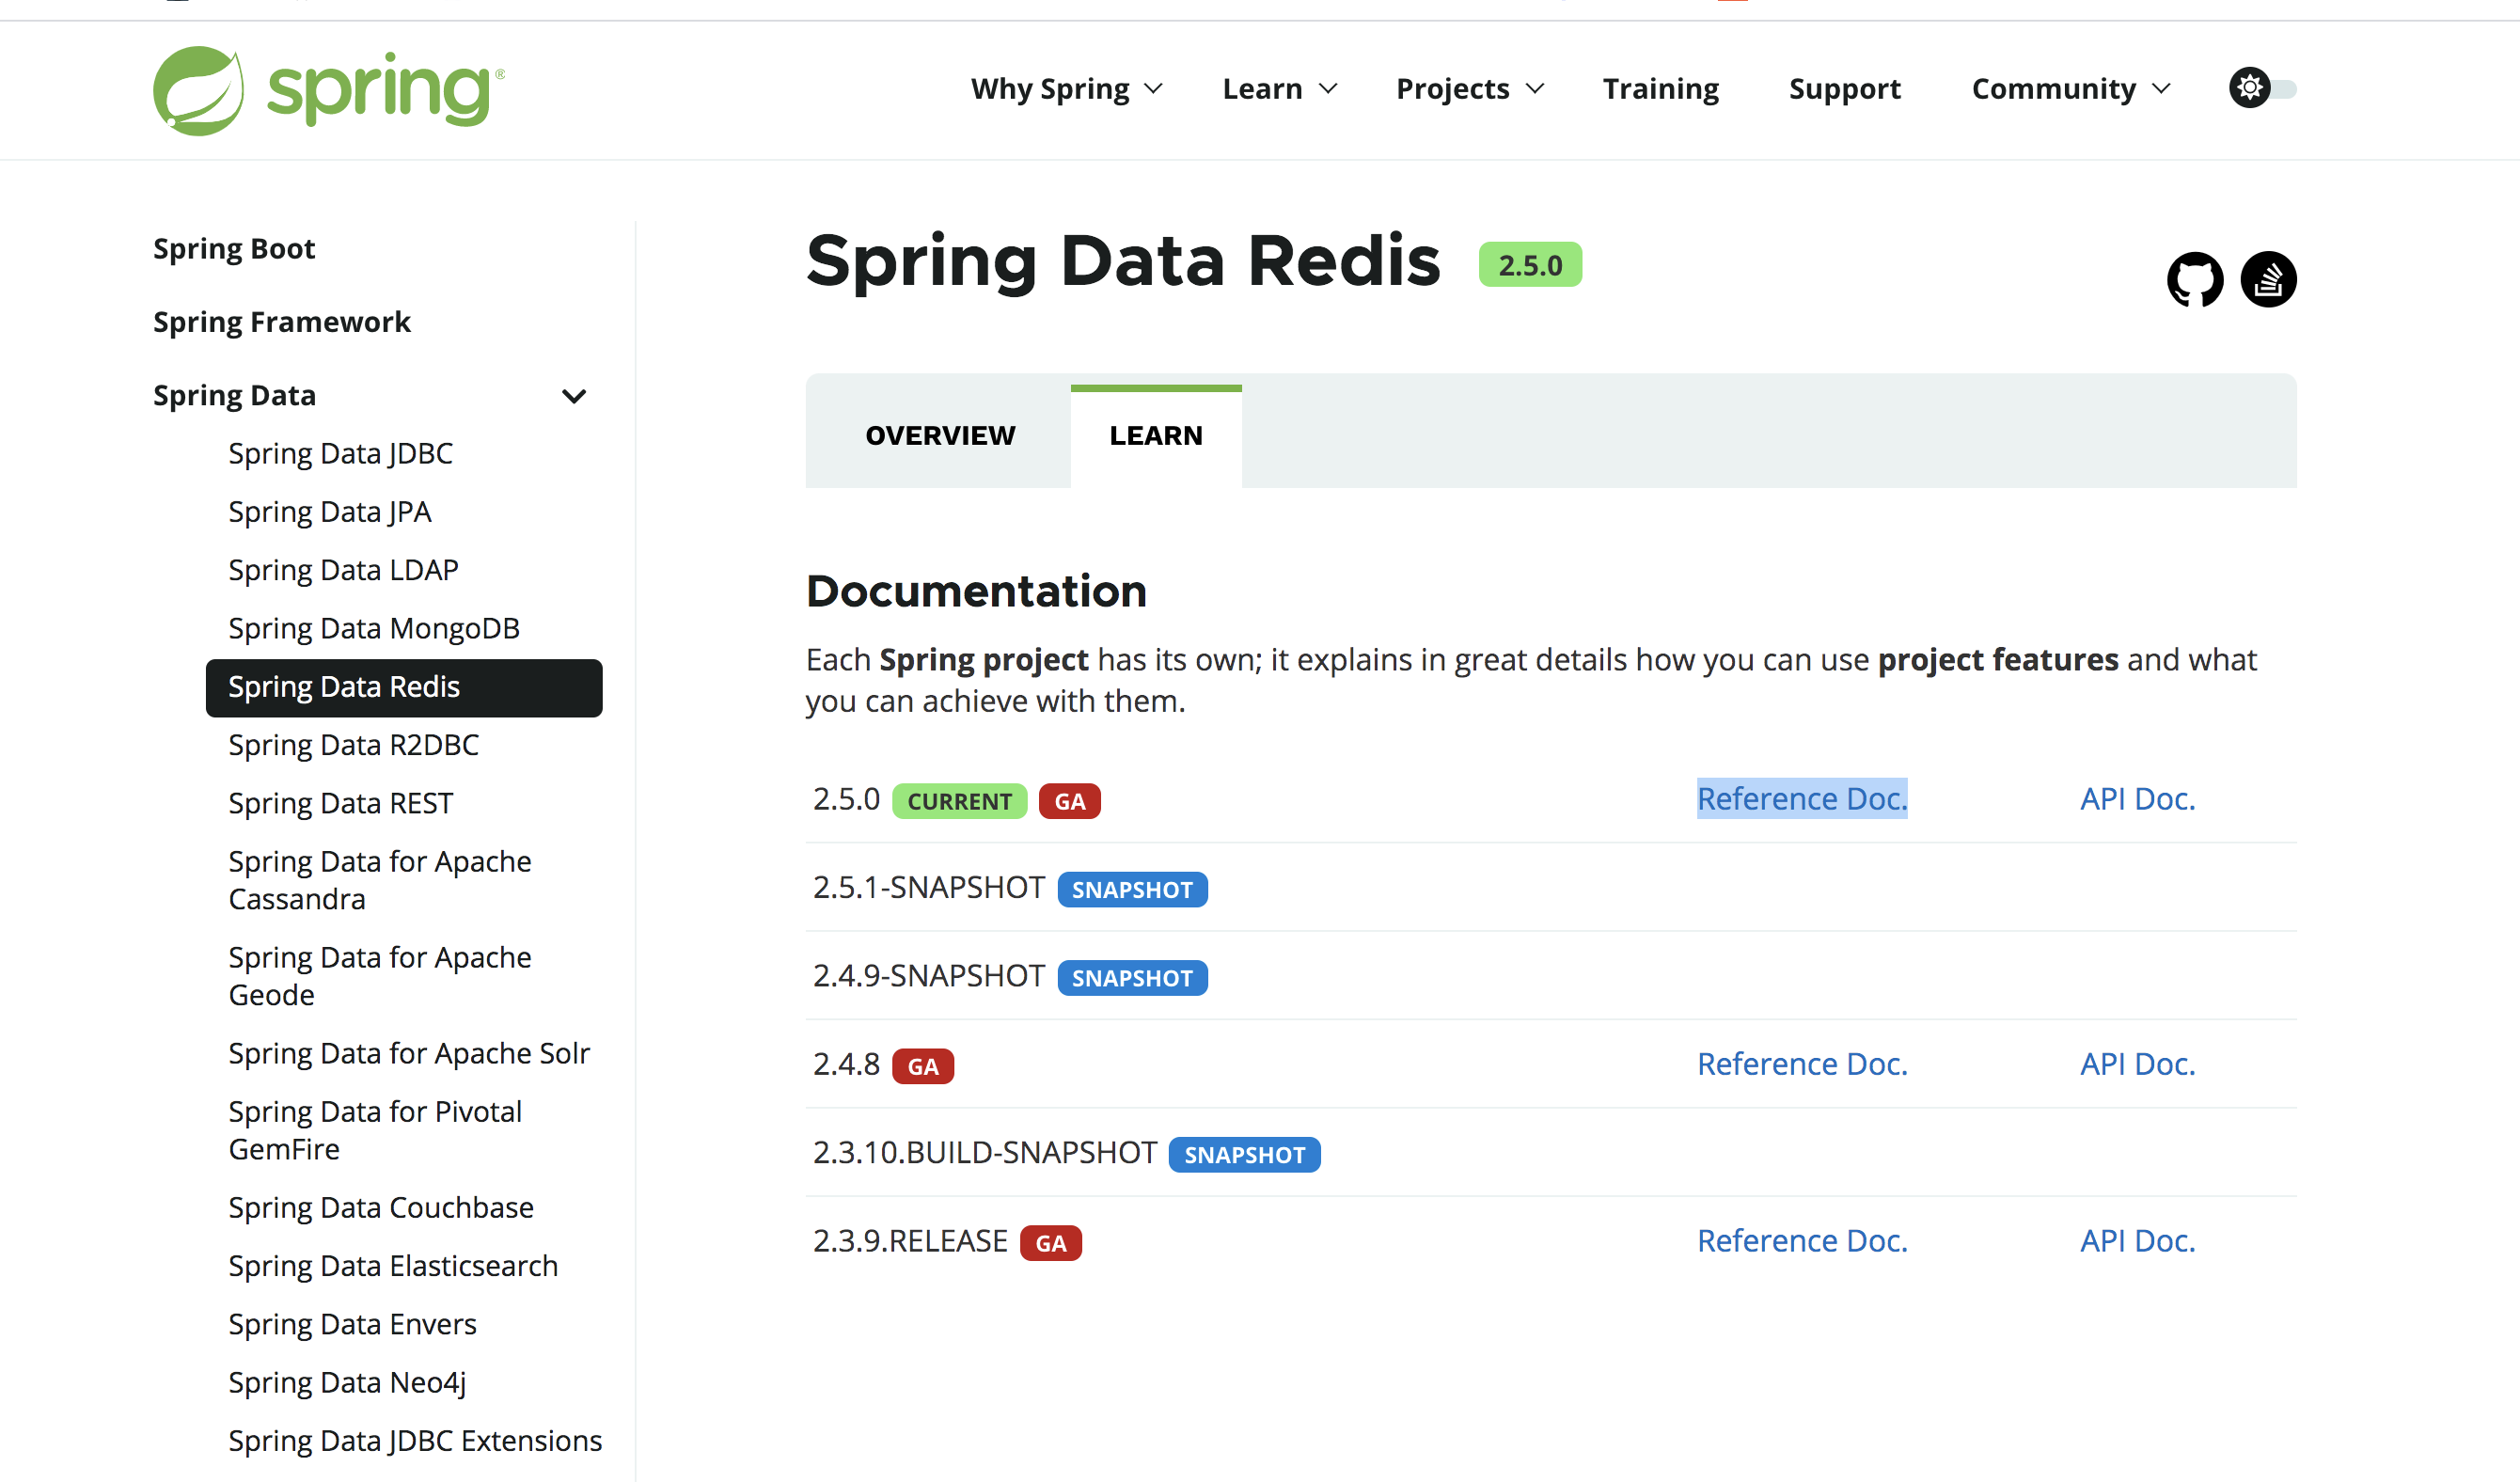 spring®
Why Spring
Learn
Projects
Training
Support
Community
Spring Boot
Spring Framework
Spring Data
Spring Data JDBC
Spring Data JPA
Spring Data LDAP
Spring Data MongoDB
Spring Data Redis
Spring Data R2DBC
Spring Data REST
Spring Data for Apache
Cassandra
Spring Data for Apache
Geode
Spring Data for Apache Solr
Spring Data for Pivotal
GemFire
Spring Data Couchbase
Spring Data Elasticsearch
Spring Data Envers
Spring Data Neo4j
Spring Data JDBC Extensions
Spring Data Redis 2.5.0
OVERVIEW
LEARN
Documentation
Each Spring project has its own; it explains in great details how you can use project features and what
you can achieve with them.
2.5.0 CURRENT GA Reference Doc. API Doc.
2.5.1-SNAPSHOT SNAPSHOT
2.4.9-SNAPSHOT SNAPSHOT
2.4.8 GA Reference Doc. API Doc.
2.3.10.BUILD-SNAPSHOT SNAPSHOT
2.3.9.RELEASE GA Reference Doc. API Doc.